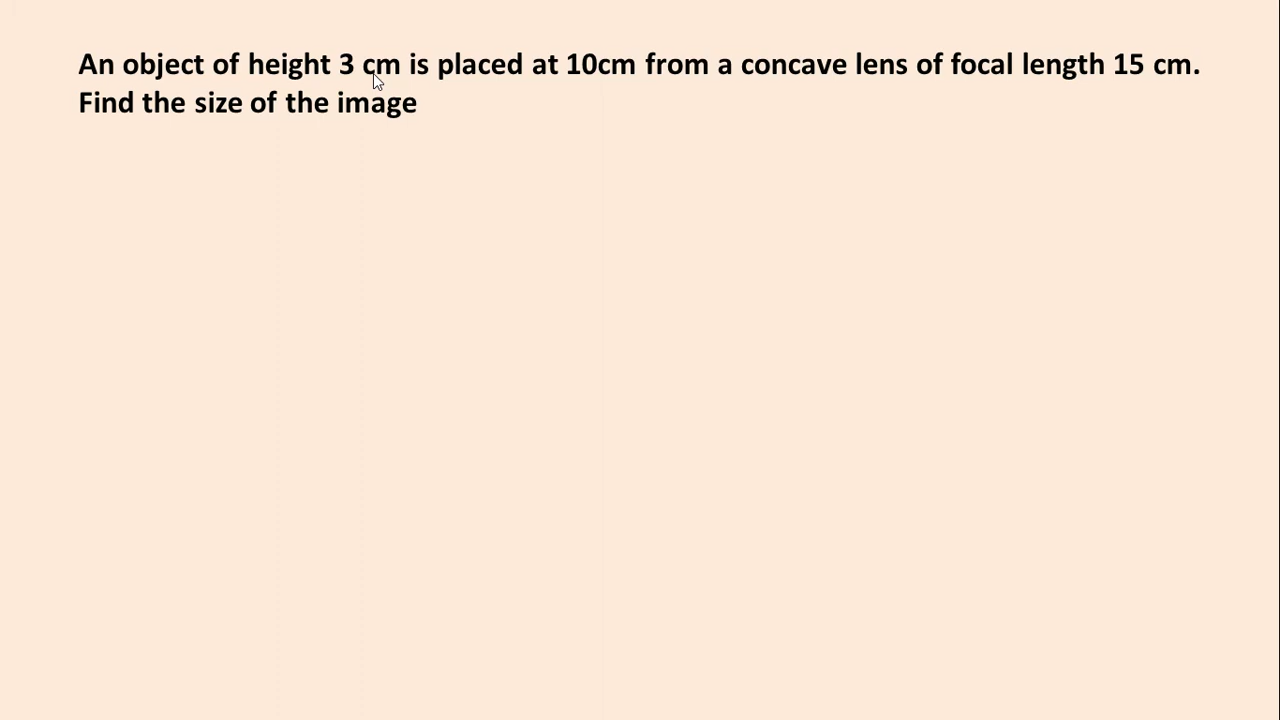 An object of height 3 cm is placed at 10cm from a concave lens of focal length 15 cm.
Find the size of the image